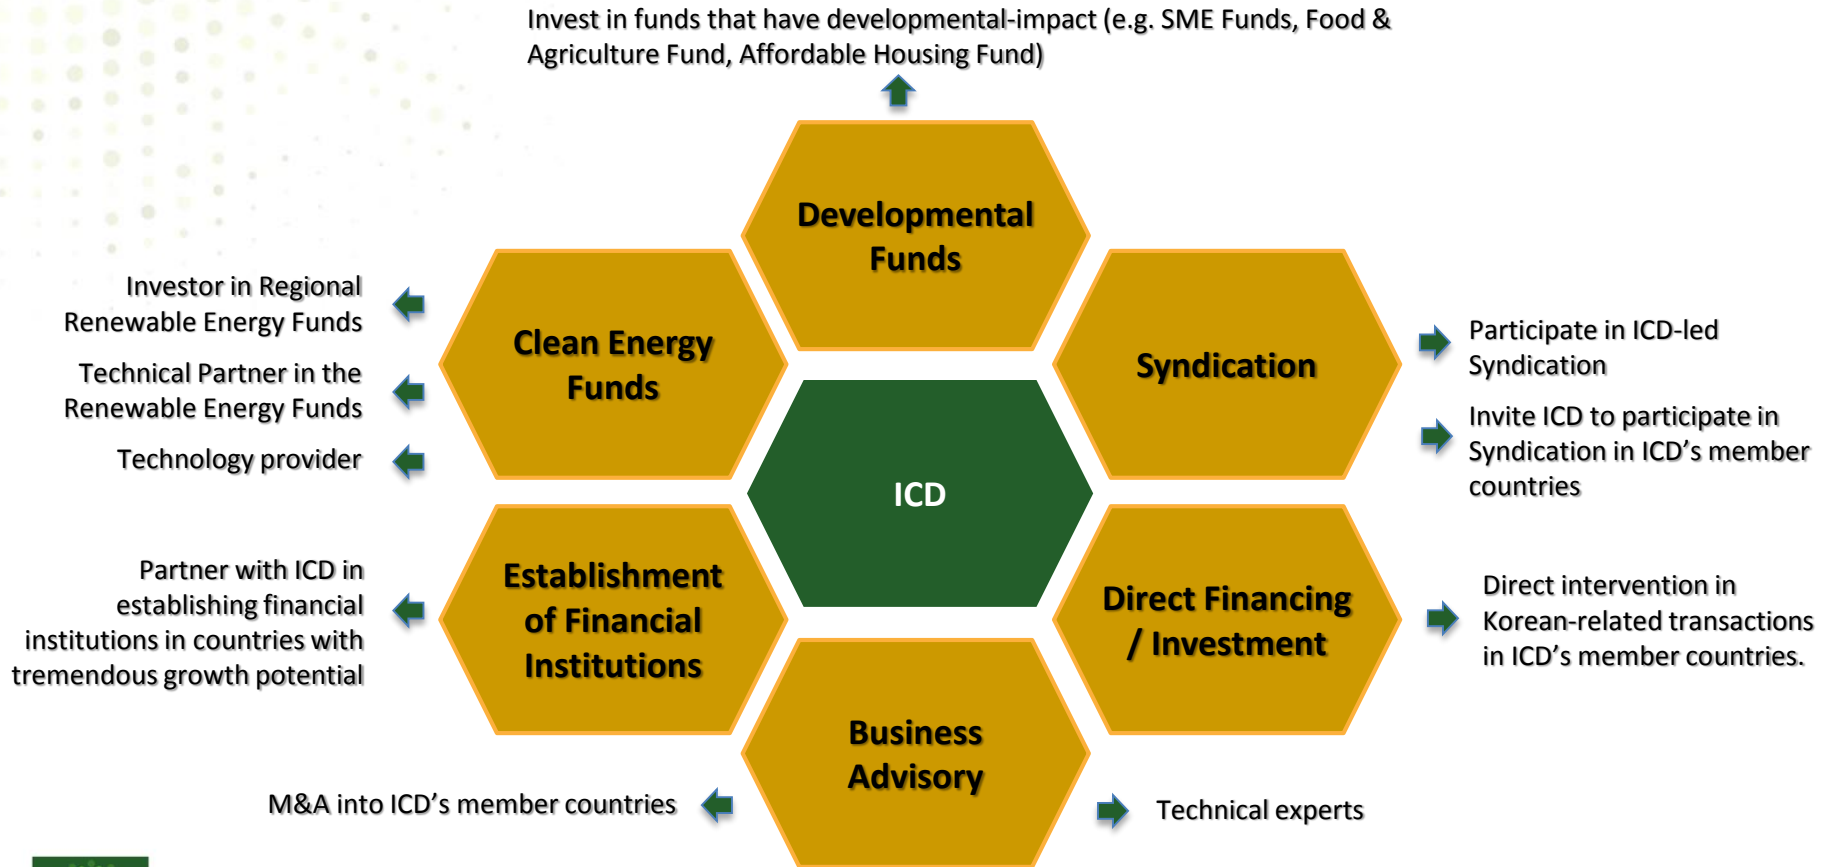 Invest in funds that have developmental-impact (e.g. SME Funds, Food &
Agriculture Fund, Affordable Housing Fund)
Developmental
Funds
Investor in Regional
Renewable Energy Funds
Technical Partner in the
Renewable Energy Funds
Technology provider
Clean Energy
Funds
Syndication
Participate in ICD-led
Syndication
Invite ICD to participate in
Syndication in ICD’s member
countries
ICD
Partner with ICD in
establishing financial
institutions in countries with
tremendous growth potential
Establishment
of Financial
Institutions
Direct Financing
/ Investment
Direct intervention in
Korean-related transactions
in ICD’s member countries.
Business
Advisory
M&A into ICD’s member countries
Technical experts